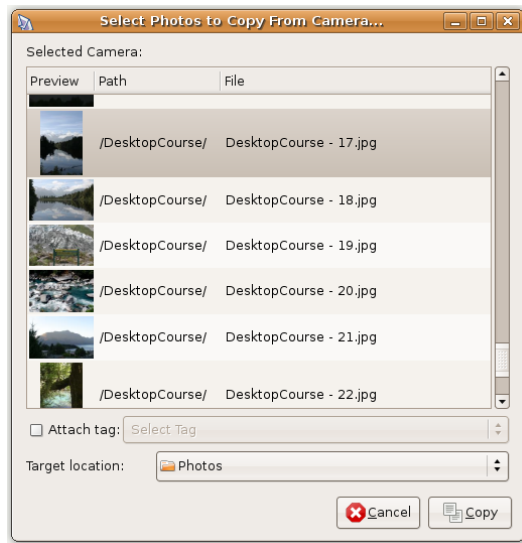 Select Photos to Copy From Camera...
Selected Camera:
Preview Path File
/DesktopCourse/ DesktopCourse - 17.jpg
/DesktopCourse/ DesktopCourse - 18.jpg
/DesktopCourse/ DesktopCourse - 19.jpg
/DesktopCourse/ DesktopCourse - 20.jpg
/DesktopCourse/ DesktopCourse - 21.jpg
/DesktopCourse/ DesktopCourse - 22.jpg
Attach tag: Select Tag
Target location: Photos
Cancel Copy